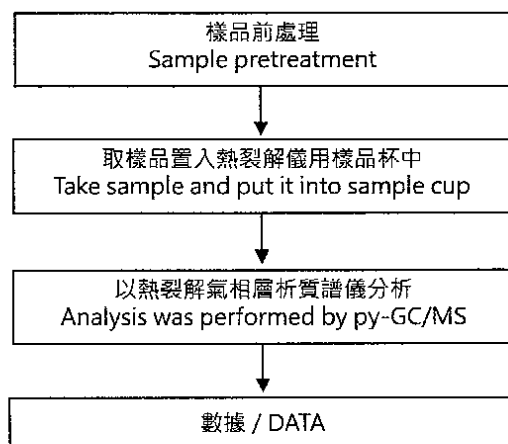 樣品前處理
Sample pretreatment
取樣品置入熱裂解儀用樣品杯中
Take sample and put it into sample cup
以熱裂解氣相層析質譜儀分析
Analysis was performed by py-GC/MS
數據 / DATA